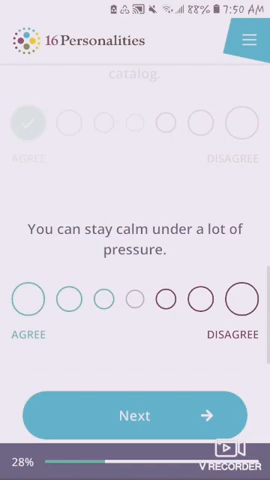 88% 7:50 AM
16Personalities
catalog.
AGREE DISAGREE
You can stay calm under a lot of
pressure.
AGREE DISAGREE
Next
28%
V RECORDER